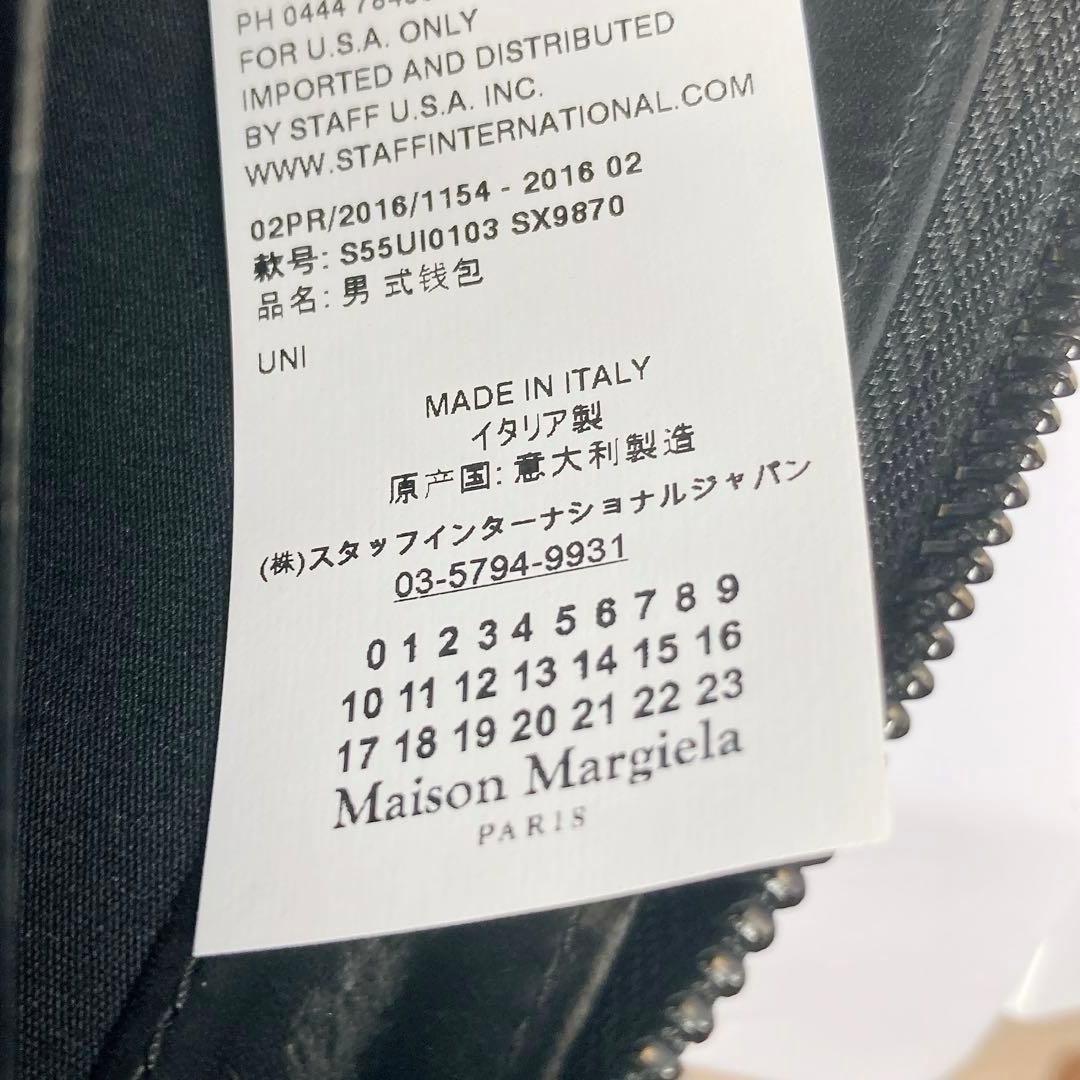 PH 0444
FOR U.S.A. ONLY
IMPORTED AND DISTRIBUTED
BY STAFF U.S.A. INC.
WWW.STAFFINTERNATIONAL.COM
02PR/2016/1154 - 2016 02
款号: S55UI0103 SX9870
品名: 男 式钱包
UNI
MADE IN ITALY
イタリア製
原产国: 意大利製造
(株)スタッフインターナショナルジャパン
03-5794-9931
0 1 2 3 4 5 6 7 8 9
10 11 12 13 14 15 16
17 18 19 20 21 22 23
Maison Margiela
PARIS